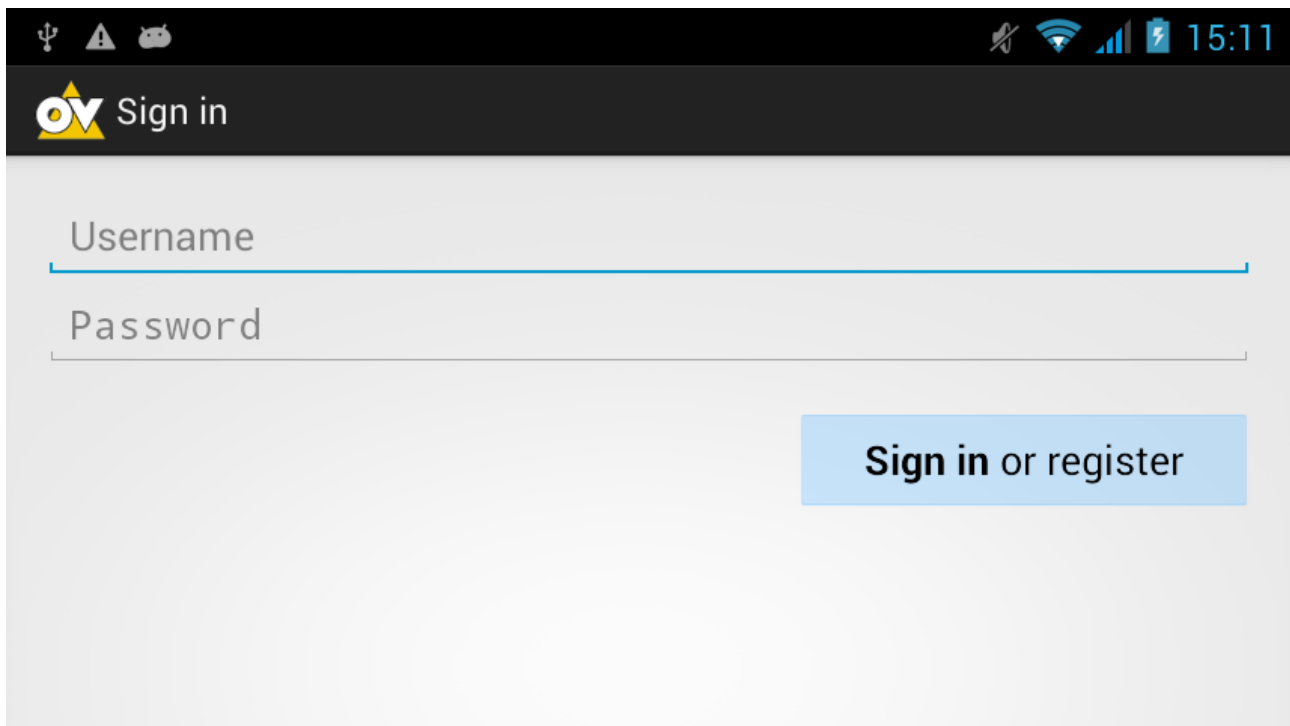 15:11
OV Sign in
Username
Password
Sign in or register